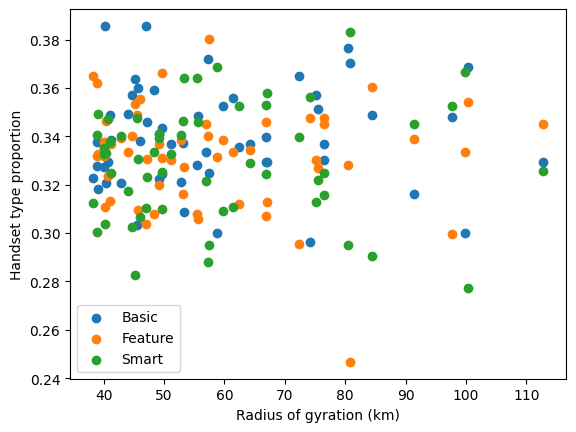 Handset type proportion
0.38
0.36
0.34
0.32
0.30
0.28
0.26
0.24
Basic
Feature
Smart
40 50 60 70 80 90 100 110
Radius of gyration (km)